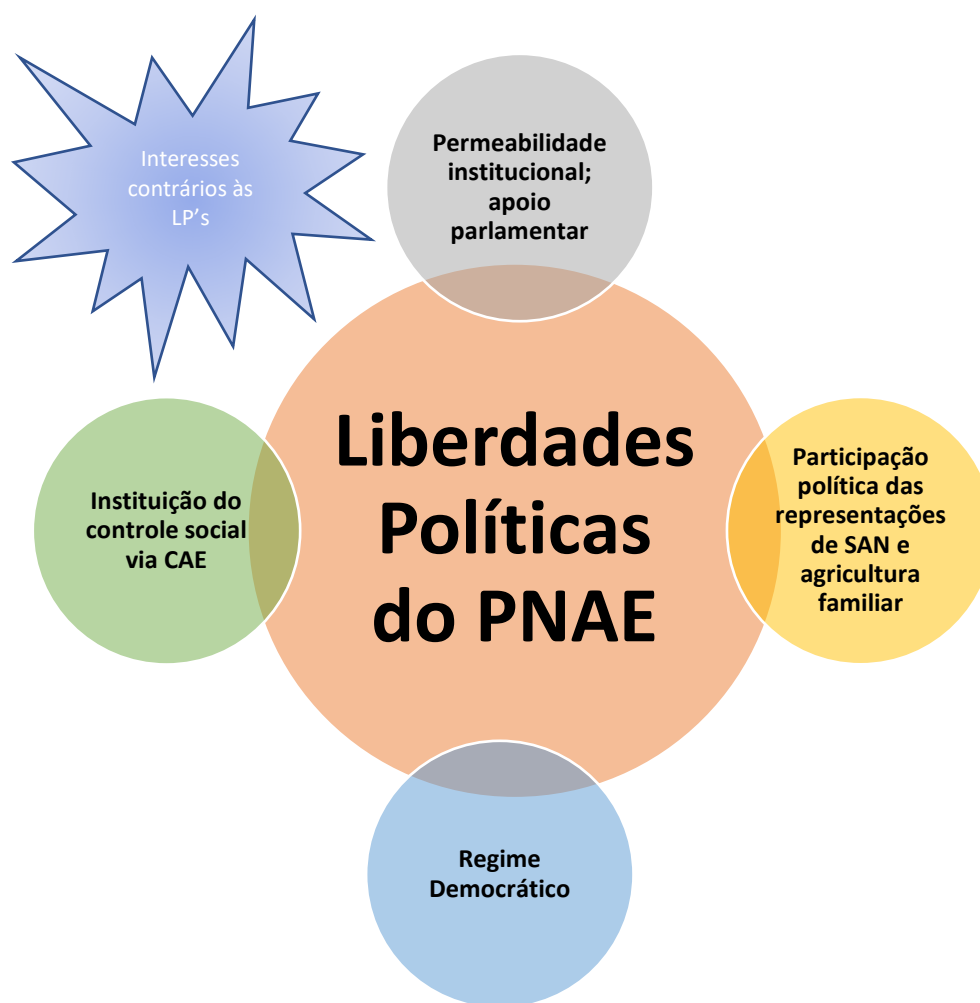 Interesses
contrários às
LP's
Permeabilidade
institucional;
apoio
parlamentar
Liberdades
Políticas
do PNAE
Instituição do
controle social
via CAE
Participação
política das
representações
de SAN e
agricultura
familiar
Regime
Democrático